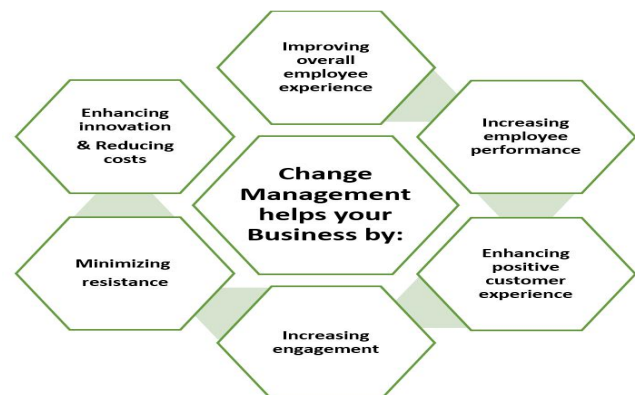 Improving
overall
employee
experience
Increasing
employee
performance
Enhancing
positive
customer
experience
Increasing
engagement
Minimizing
resistance
Enhancing
innovation
& Reducing
costs
Change
Management
helps your
Business by: